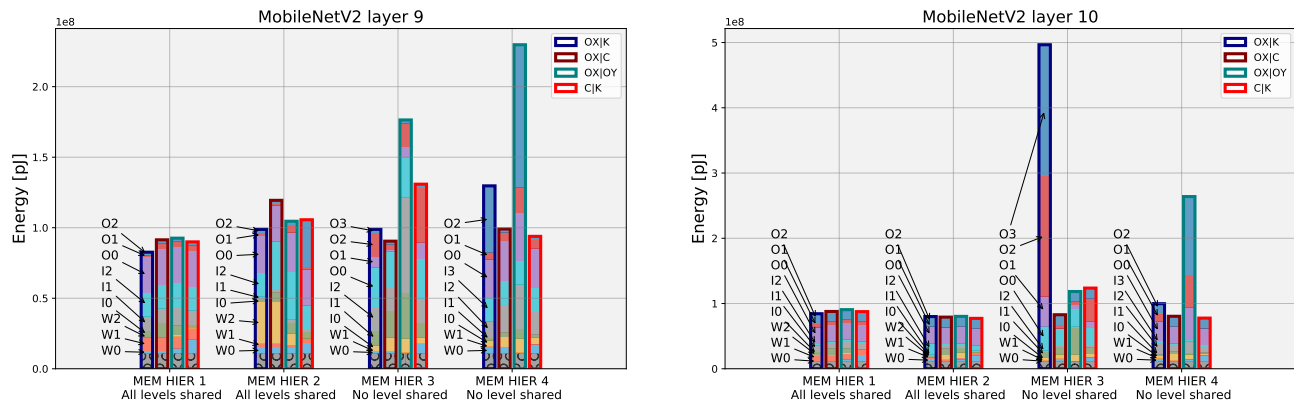 MobileNetV2 layer 9
1e8
Energy [pJ]
2.0
1.5
1.0
0.5
0.0
OX|K
OX|C
OX|OY
C|K
O2
O1
O0
I2
I1
I0
W2
W1
W0
O2
O1
O0
I2
I1
I0
W2
W1
W0
O3
O2
O1
O0
I2
I1
I0
W1
W0
O2
O1
O0
I3
I2
I1
I0
W1
W0
MEM HIER 1
All levels shared
MEM HIER 2
All levels shared
MEM HIER 3
No level shared
MEM HIER 4
No level shared
MobileNetV2 layer 10
1e8
Energy [pJ]
5
4
3
2
1
0
OX|K
OX|C
OX|OY
C|K
O2
O1
O0
I2
I1
I0
W2
W1
W0
O2
O1
O0
I2
I1
I0
W2
W1
W0
O3
O2
O1
O0
I2
I1
I0
W1
W0
O2
O1
O0
I3
I2
I1
I0
W1
W0
MEM HIER 1
All levels shared
MEM HIER 2
All levels shared
MEM HIER 3
No level shared
MEM HIER 4
No level shared